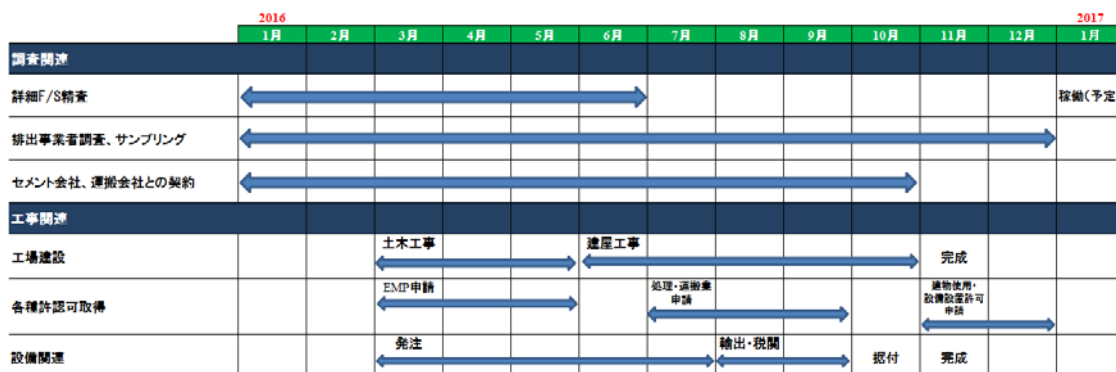 2016 2017
1月 2月 3月 4月 5月 6月 7月 8月 9月 10月 11月 12月 1月
調査関連
詳細F/S精査 稼働(予定
排出事業者調査、サンプリング
セメント会社、運搬会社との契約
工事関連
工場建設 土木工事 建屋工事 完成
各種許認可取得 EMP申請 処理・運搬業
申請 建物使用・
設備設置許可
申請
設備関連 発注 輸出・税関 据付 完成